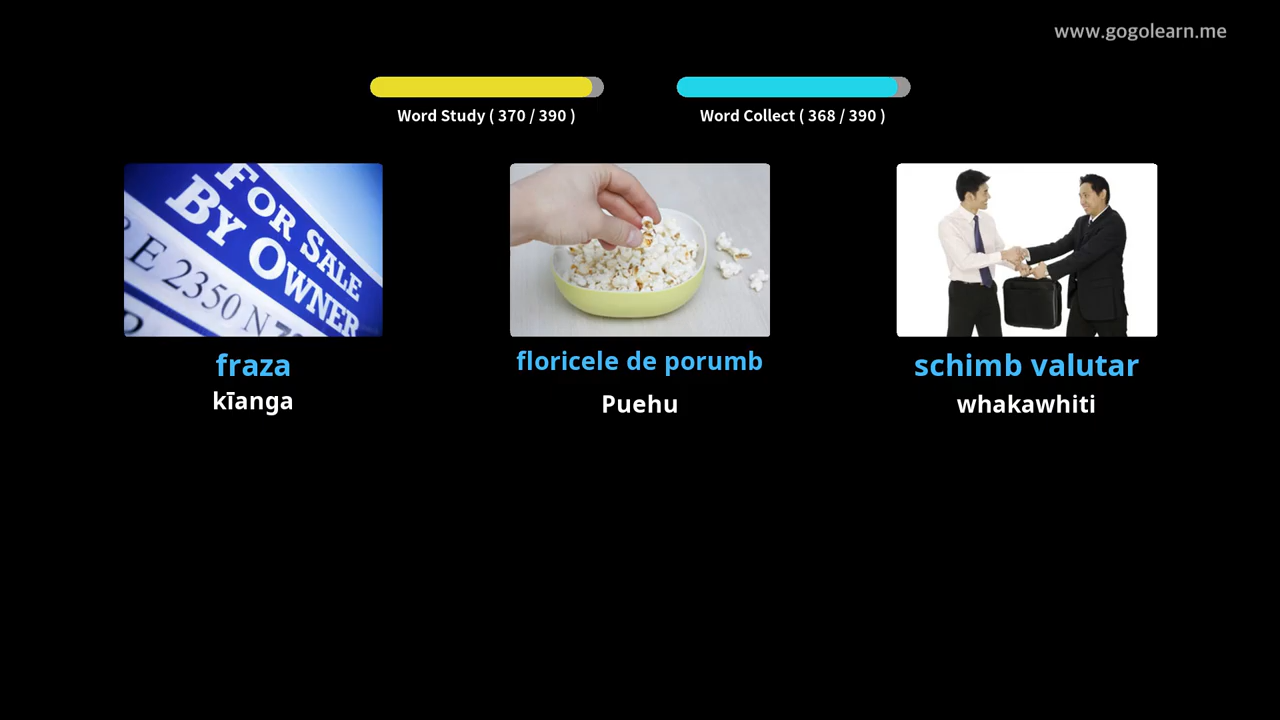 www.gogolearn.me
Word Study ( 370 / 390 )
Word Collect ( 368 / 390 )
FOR SALE
BY OWNER
E 2350 N
fraza
kīanga
floricele de porumb
Puehu
schimb valutar
whakawhiti